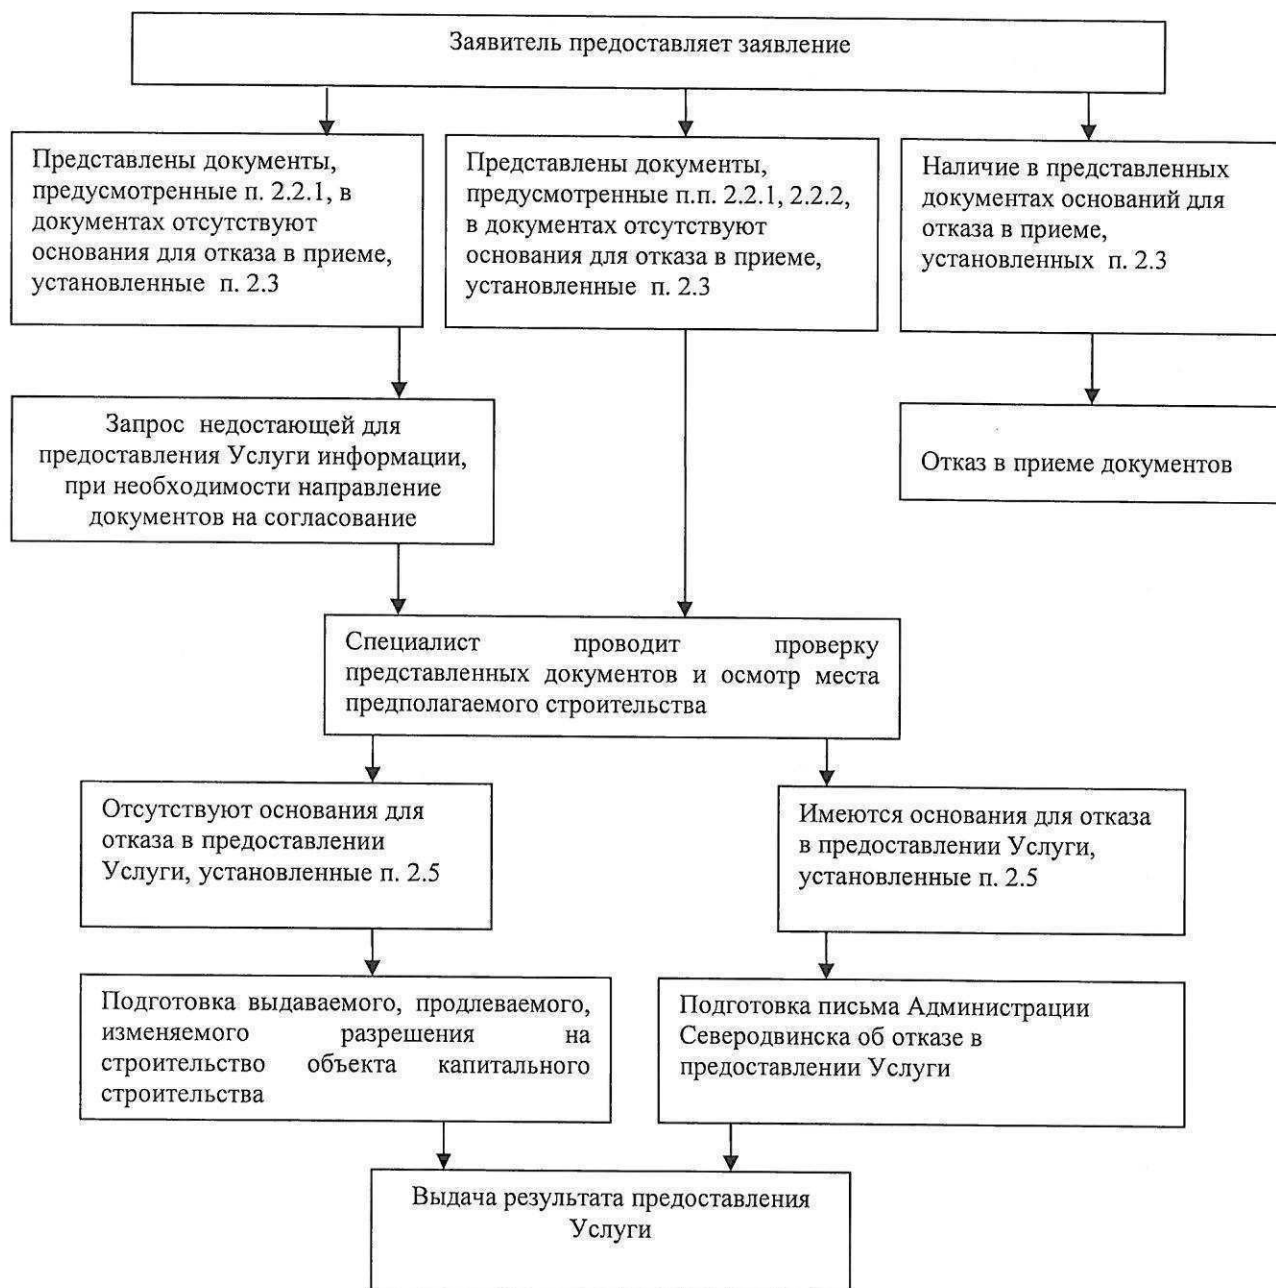 Заявитель предоставляет заявление
Представлены документы,
предусмотренные п. 2.2.1, в
документах отсутствуют
основания для отказа в приеме,
установленные п. 2.3
Представлены документы,
предусмотренные п.п. 2.2.1, 2.2.2,
в документах отсутствуют
основания для отказа в приеме,
установленные п. 2.3
Наличие в представленных
документах оснований для
отказа в приеме,
установленных п. 2.3
Запрос недостающей для
предоставления Услуги информации,
при необходимости направление
документов на согласование
Отказ в приеме документов
Специалист проводит проверку
представленных документов и осмотр места
предполагаемого строительства
Отсутствуют основания для
отказа в предоставлении
Услуги, установленные п. 2.5
Имеются основания для отказа
в предоставлении Услуги,
установленные п. 2.5
Подготовка выдаваемого, продлеваемого,
изменяемого разрешения на
строительство объекта капитального
строительства
Подготовка письма Администрации
Северодвинска об отказе в
предоставлении Услуги
Выдача результата предоставления
Услуги